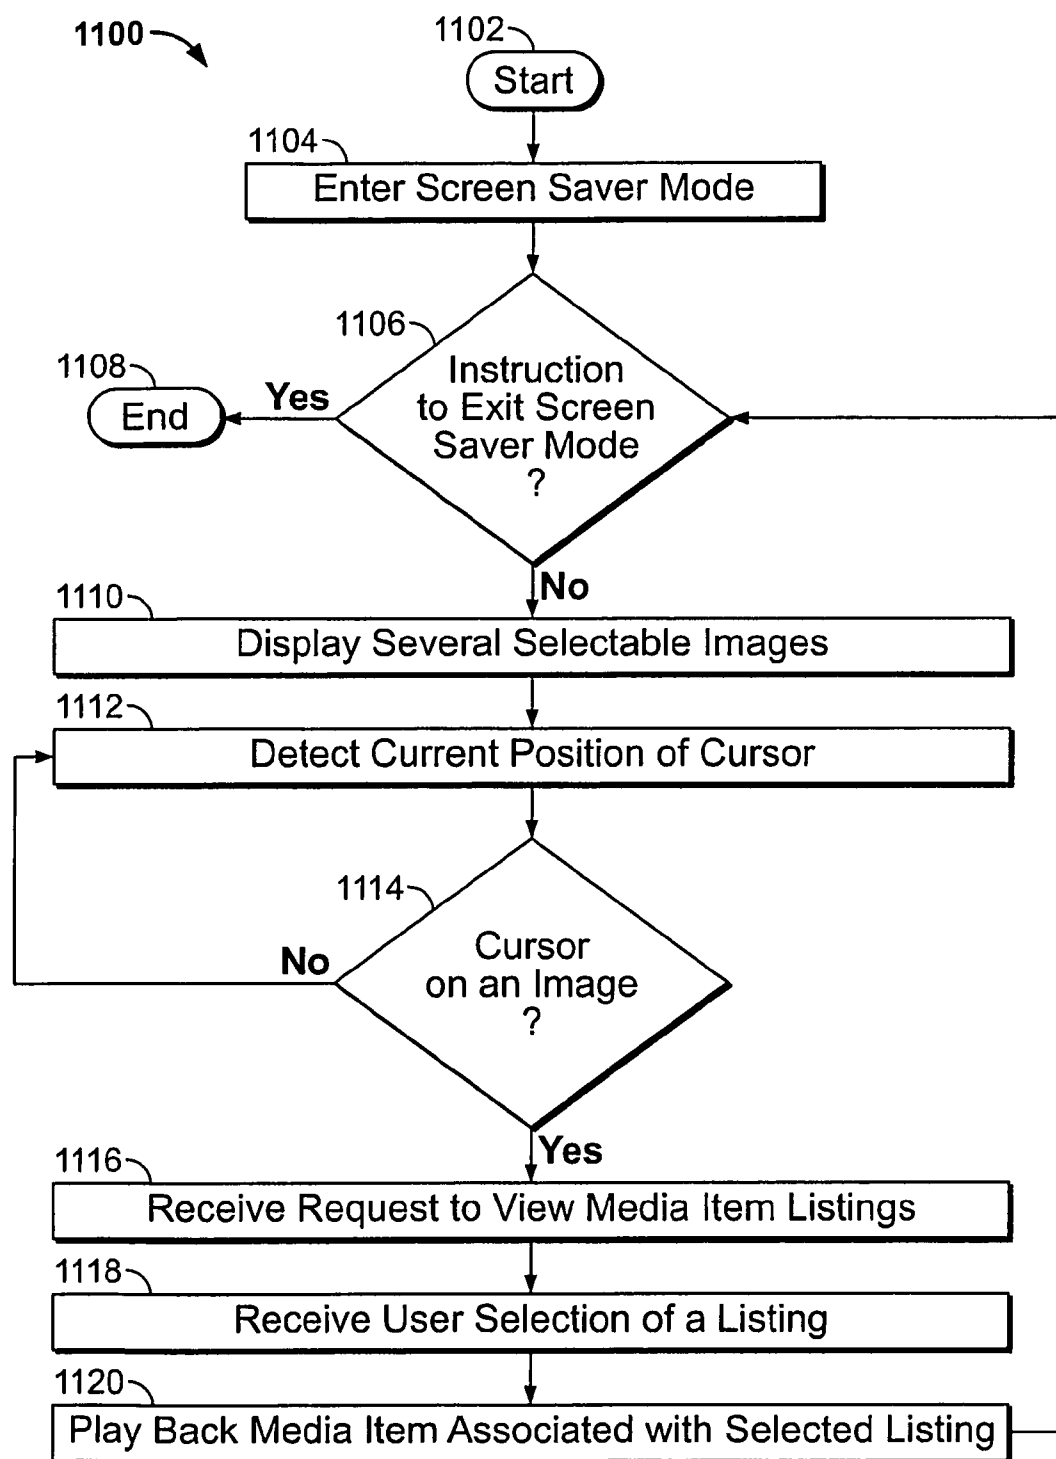 1100
1102
Start
1104
Enter Screen Saver Mode
1106
Instruction
to Exit Screen
Saver Mode
?
1108
End
Yes
No
1110
Display Several Selectable Images
1112
Detect Current Position of Cursor
1114
Cursor
on an Image
?
No
Yes
1116
Receive Request to View Media Item Listings
1118
Receive User Selection of a Listing
1120
Play Back Media Item Associated with Selected Listing